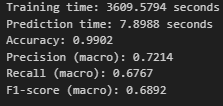 Training time: 3609.5794 seconds
Prediction time: 7.8988 seconds
Accuracy: 0.9902
Precision (macro): 0.7214
Recall (macro): 0.6767
F1-score (macro): 0.6892